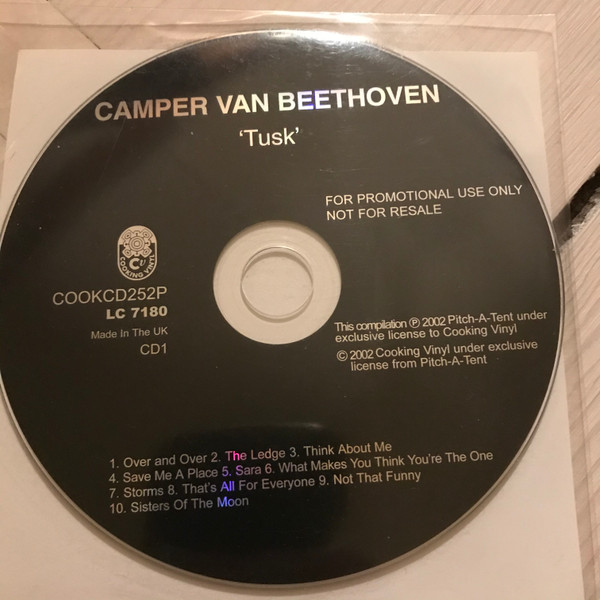 CAMPER VAN BEETHOVEN
‘Tusk’
FOR PROMOTIONAL USE ONLY
NOT FOR RESALE
CU
COOKING VINYL
COOKCD252P
LC 7180
Made In The UK
CD1
This compilation ℗ 2002 Pitch-A-Tent under
exclusive license to Cooking Vinyl
© 2002 Cooking Vinyl under exclusive
license from Pitch-A-Tent
1. Over and Over 2. The Ledge 3. Think About Me
4. Save Me A Place 5. Sara 6. What Makes You Think You're The One
7. Storms 8. That's All For Everyone 9. Not That Funny
10. Sisters Of The Moon